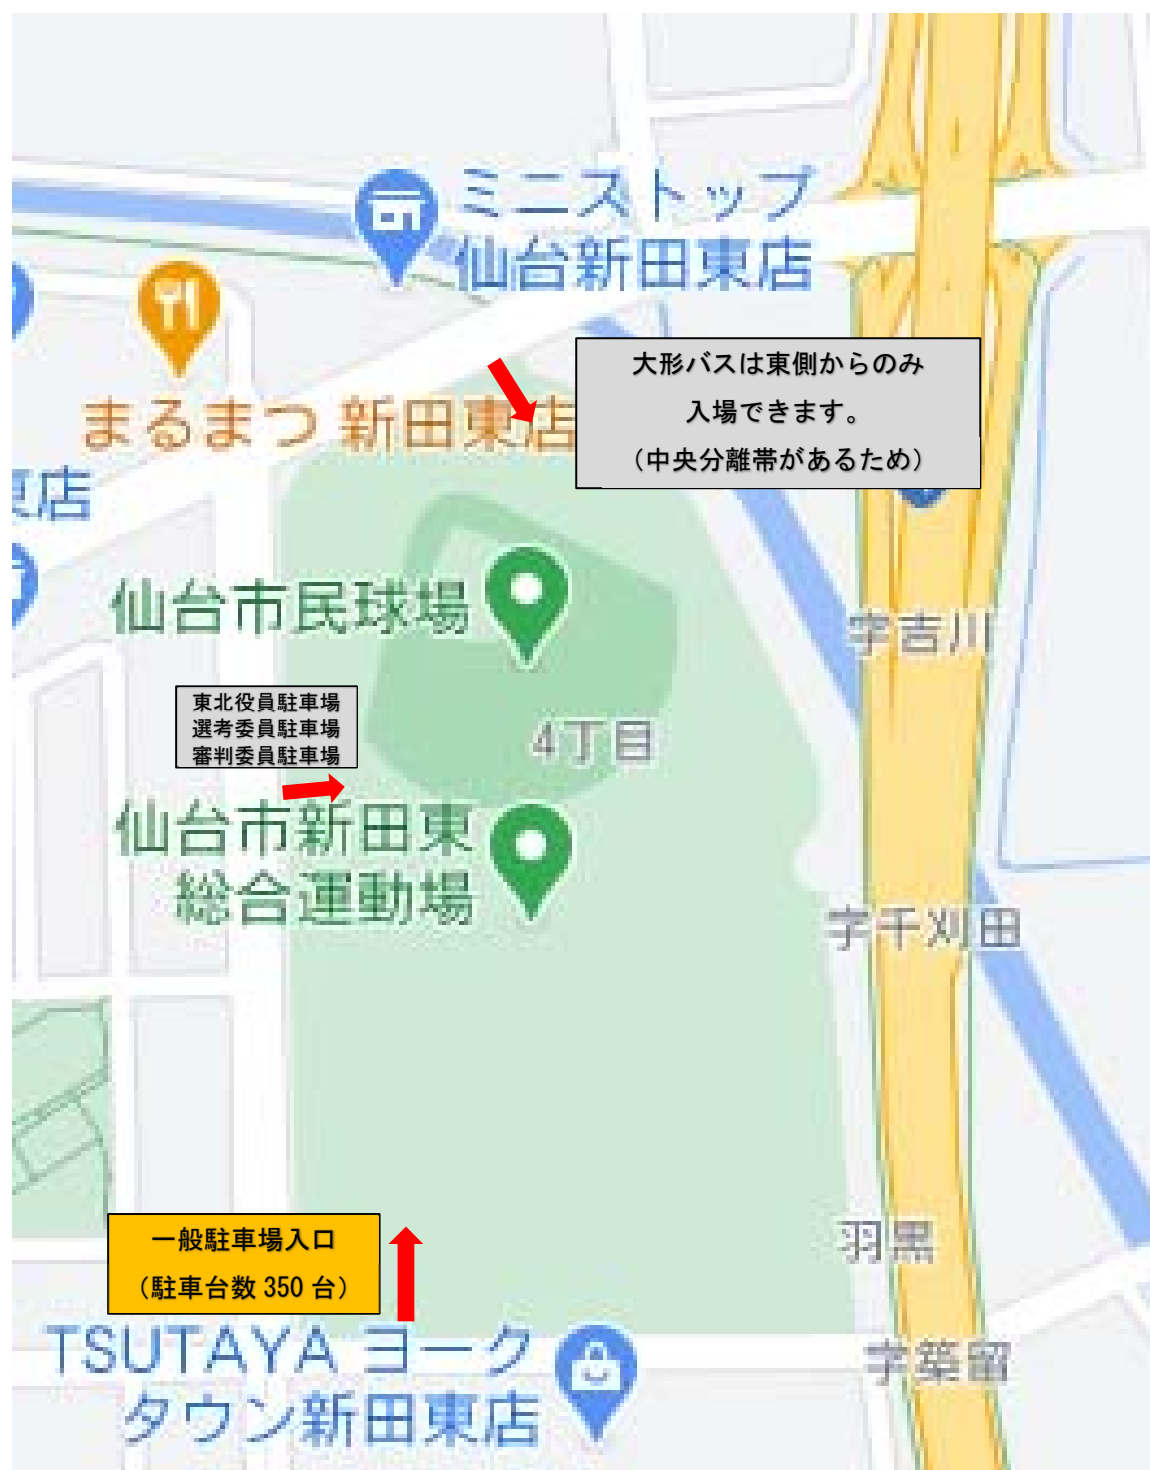 ミニストップ
仙台新田東店
大形バスは東側からのみ
入場できます。
（中央分離帯があるため）
まるまつ 新田東店
東店
仙台市民球場
字吉川
東北役員駐車場
選考委員駐車場
審判委員駐車場
4丁目
仙台市新田東
総合運動場
字千刈田
一般駐車場入口
（駐車台数 350 台）
羽黒
TSUTAYA ヨーク
タウン新田東店
字築留